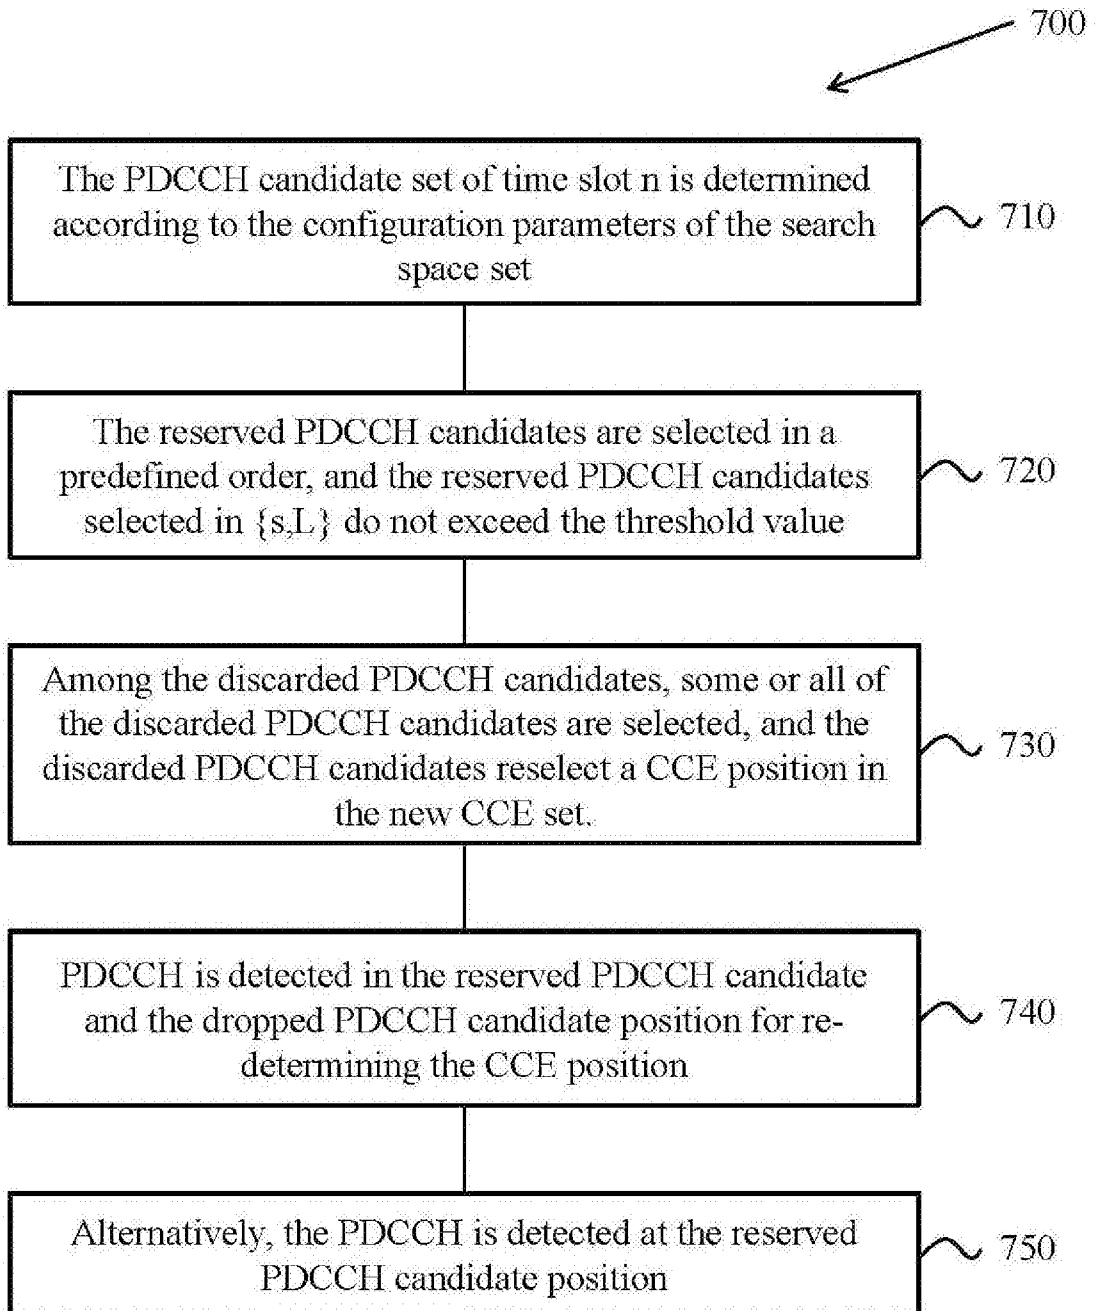 700
The PDCCH candidate set of time slot n is determined
according to the configuration parameters of the search
space set
710
The reserved PDCCH candidates are selected in a
predefined order, and the reserved PDCCH candidates
selected in {s,L} do not exceed the threshold value
720
Among the discarded PDCCH candidates, some or all of
the discarded PDCCH candidates are selected, and the
discarded PDCCH candidates reselect a CCE position in
the new CCE set.
730
PDCCH is detected in the reserved PDCCH candidate
and the dropped PDCCH candidate position for re-
determining the CCE position
740
Alternatively, the PDCCH is detected at the reserved
PDCCH candidate position
750